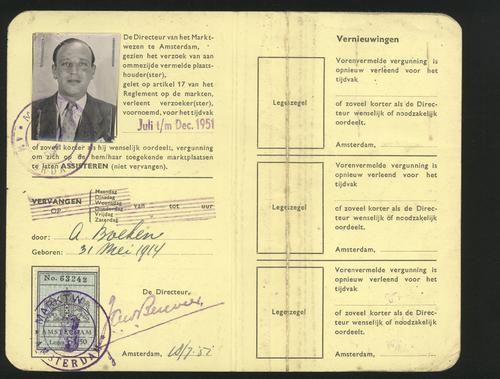 De Directeur van het Markt-
wezen te Amsterdam,
gezien het verzoek van aan
ommezijde vermelde plaats-
houder(ster),
gelet op artikel 17 van het
Reglement op de markten,
verleent verzoeker(ster),
voornoemd, voor het tijdvak
Juli t/m Dec. 1951
of zoveel korter als hij wenselijk oordeelt, vergunning
om zich op de hem/haar toegekende marktplaatsen
te laten ASSISTEREN (niet vervangen).
VERVANGEN
OP
Maandag
Dinsdag
Woensdag
Donderdag
Vrijdag
Zaterdag
van tot uur
door: A Boeken
Geboren: 31 Mei 1914
No. 63242
MARKTW
AMSTERDAM
AMSTERDAM
De Directeur,
Amsterdam,
Vernieuwingen
Legeszegel
Vorenvermelde vergunning is
opnieuw verleend voor het
tijdvak
of zoveel korter als de Direc-
teur wenselijk of noodzakelijk
oordeelt.
Amsterdam,
Legeszegel
Vorenvermelde vergunning is
opnieuw verleend voor het
tijdvak
of zoveel korter als de Direc-
teur wenselijk of noodzakelijk
oordeelt.
Amsterdam,
Legeszegel
Vorenvermelde vergunning is
opnieuw verleend voor het
tijdvak
of zoveel korter als de Direc-
teur wenselijk of noodzakelijk
oordeelt.
Amsterdam,